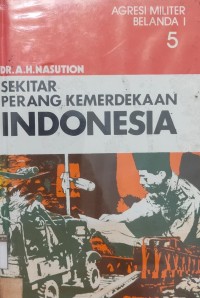 AGRESI MILITER
BELANDA I
5
DR. A.H. NASUTION
SEKITAR
PERANG KEMERDEKAAN
INDONESIA